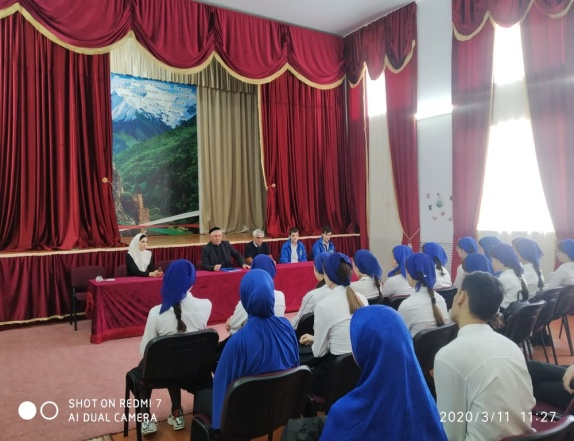 SHOT ON REDMI 7
AI DUAL CAMERA
2020/3/11 11:27